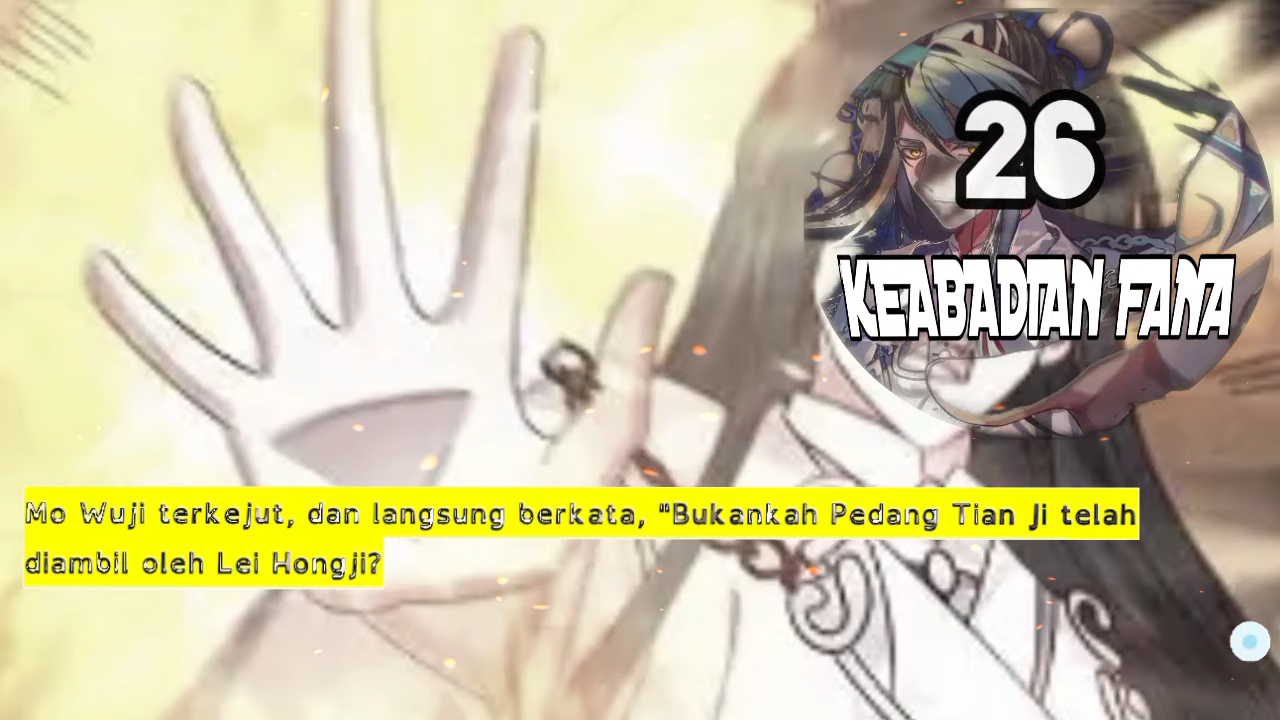 26
KEABADIAN FANA
Mo Wuji terkejut, dan langsung berkata, "Bukankah Pedang Tian Ji telah
diambil oleh Lei Hongji?